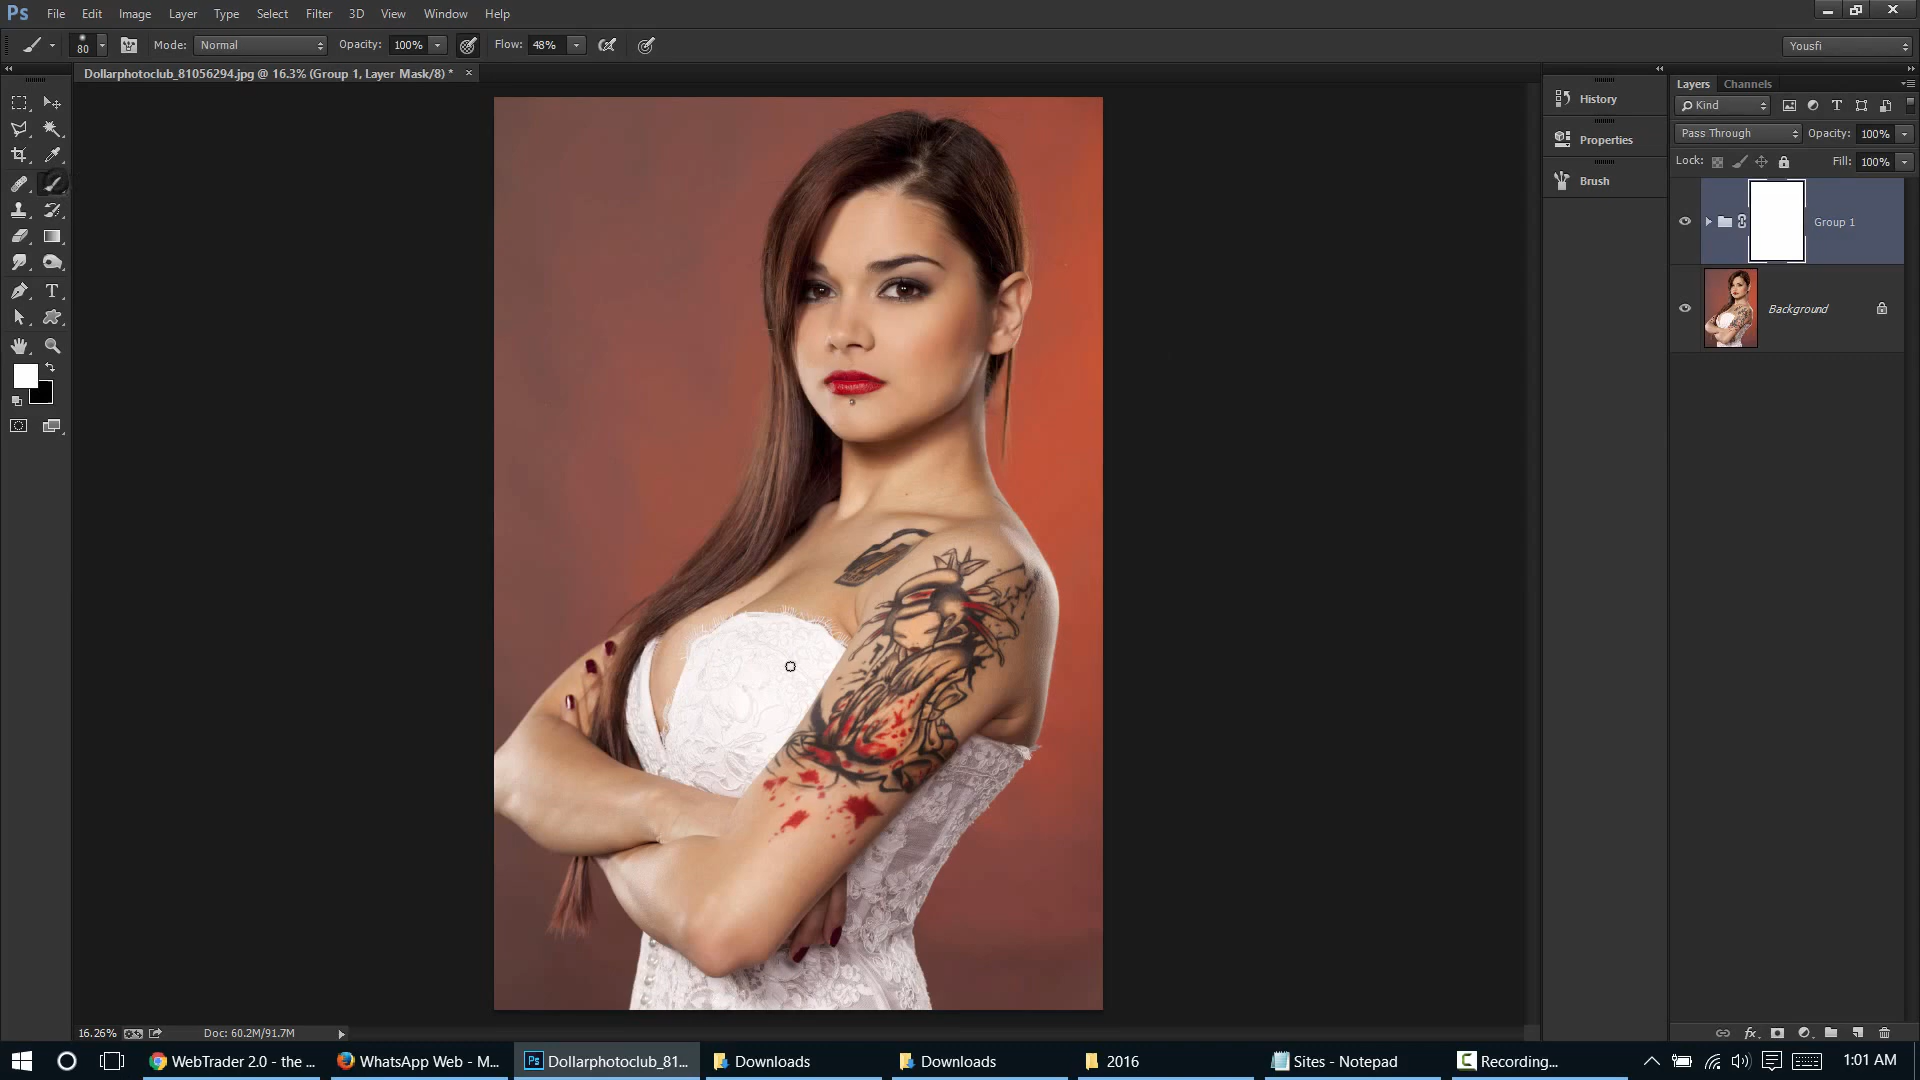 Ps File Edit Image Layer Type Select Filter 3D View Window Help
80 Mode: Normal Opacity: 100% Flow: 48% Yousfi
Dollarphotoclub_81056294.jpg @ 16.3% (Group 1, Layer Mask/8) * ×
History
Properties
Brush
Layers Channels
Kind
Pass Through Opacity: 100%
Lock: Fill: 100%
Group 1
Background
16.26% Doc: 60.2M/91.7M
WebTrader 2.0 - the ... WhatsApp Web - M... Ps Dollarphotoclub_81... Downloads Downloads 2016 Sites - Notepad Recording... 1:01 AM